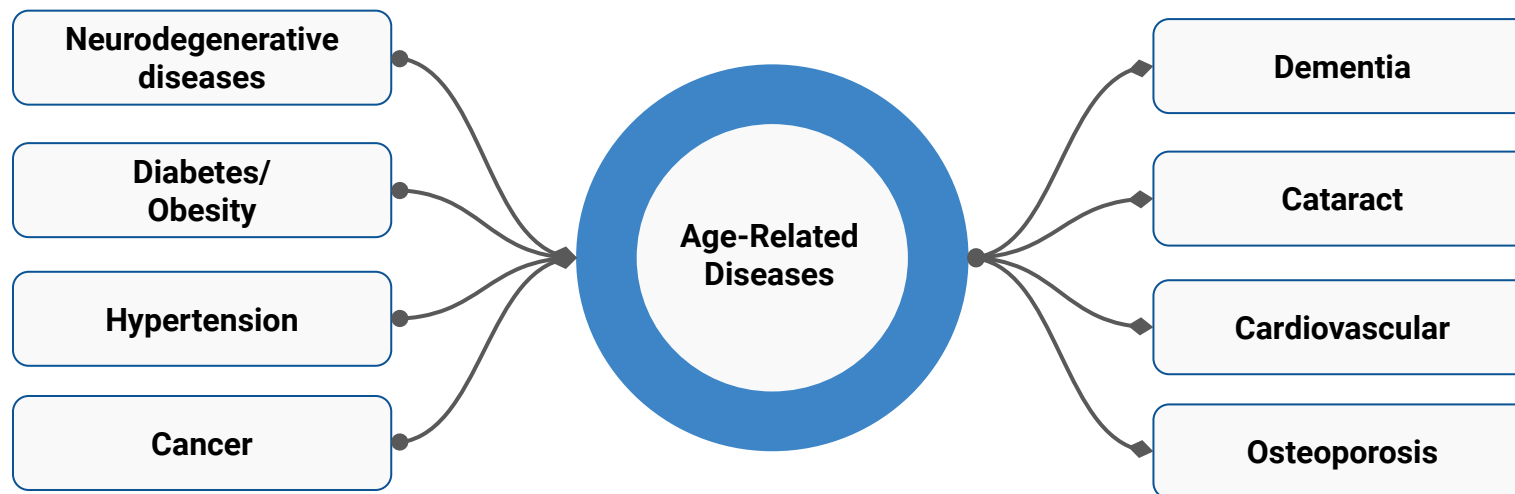 Neurodegenerative
diseases
Diabetes/
Obesity
Hypertension
Cancer
Age-Related
Diseases
Dementia
Cataract
Cardiovascular
Osteoporosis